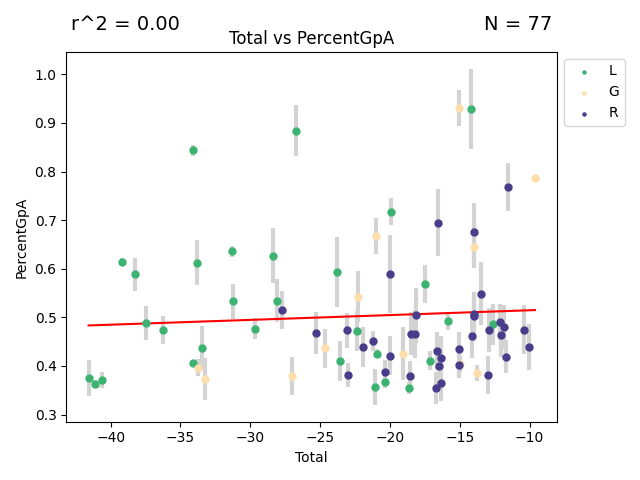 r^2 = 0.00
N = 77
Total vs PercentGpA
L
G
R
1.0
0.9
0.8
0.7
0.6
0.5
0.4
0.3
PercentGpA
−40 −35 −30 −25 −20 −15 −10
Total